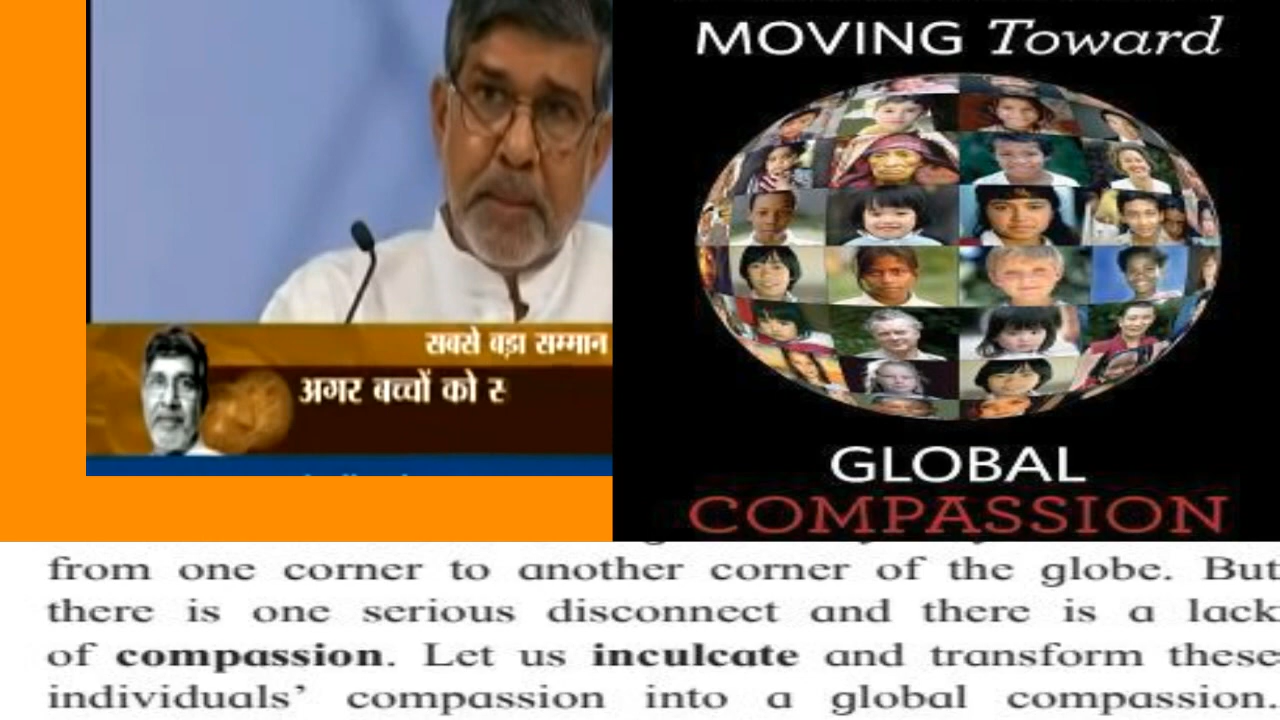 सबसे बड़ा सम्मान
अगर बच्चों को
MOVING Toward
GLOBAL
COMPASSION
from one corner to another corner of the globe. But
there is one serious disconnect and there is a lack
of compassion. Let us inculcate and transform these
individuals’ compassion into a global compassion.